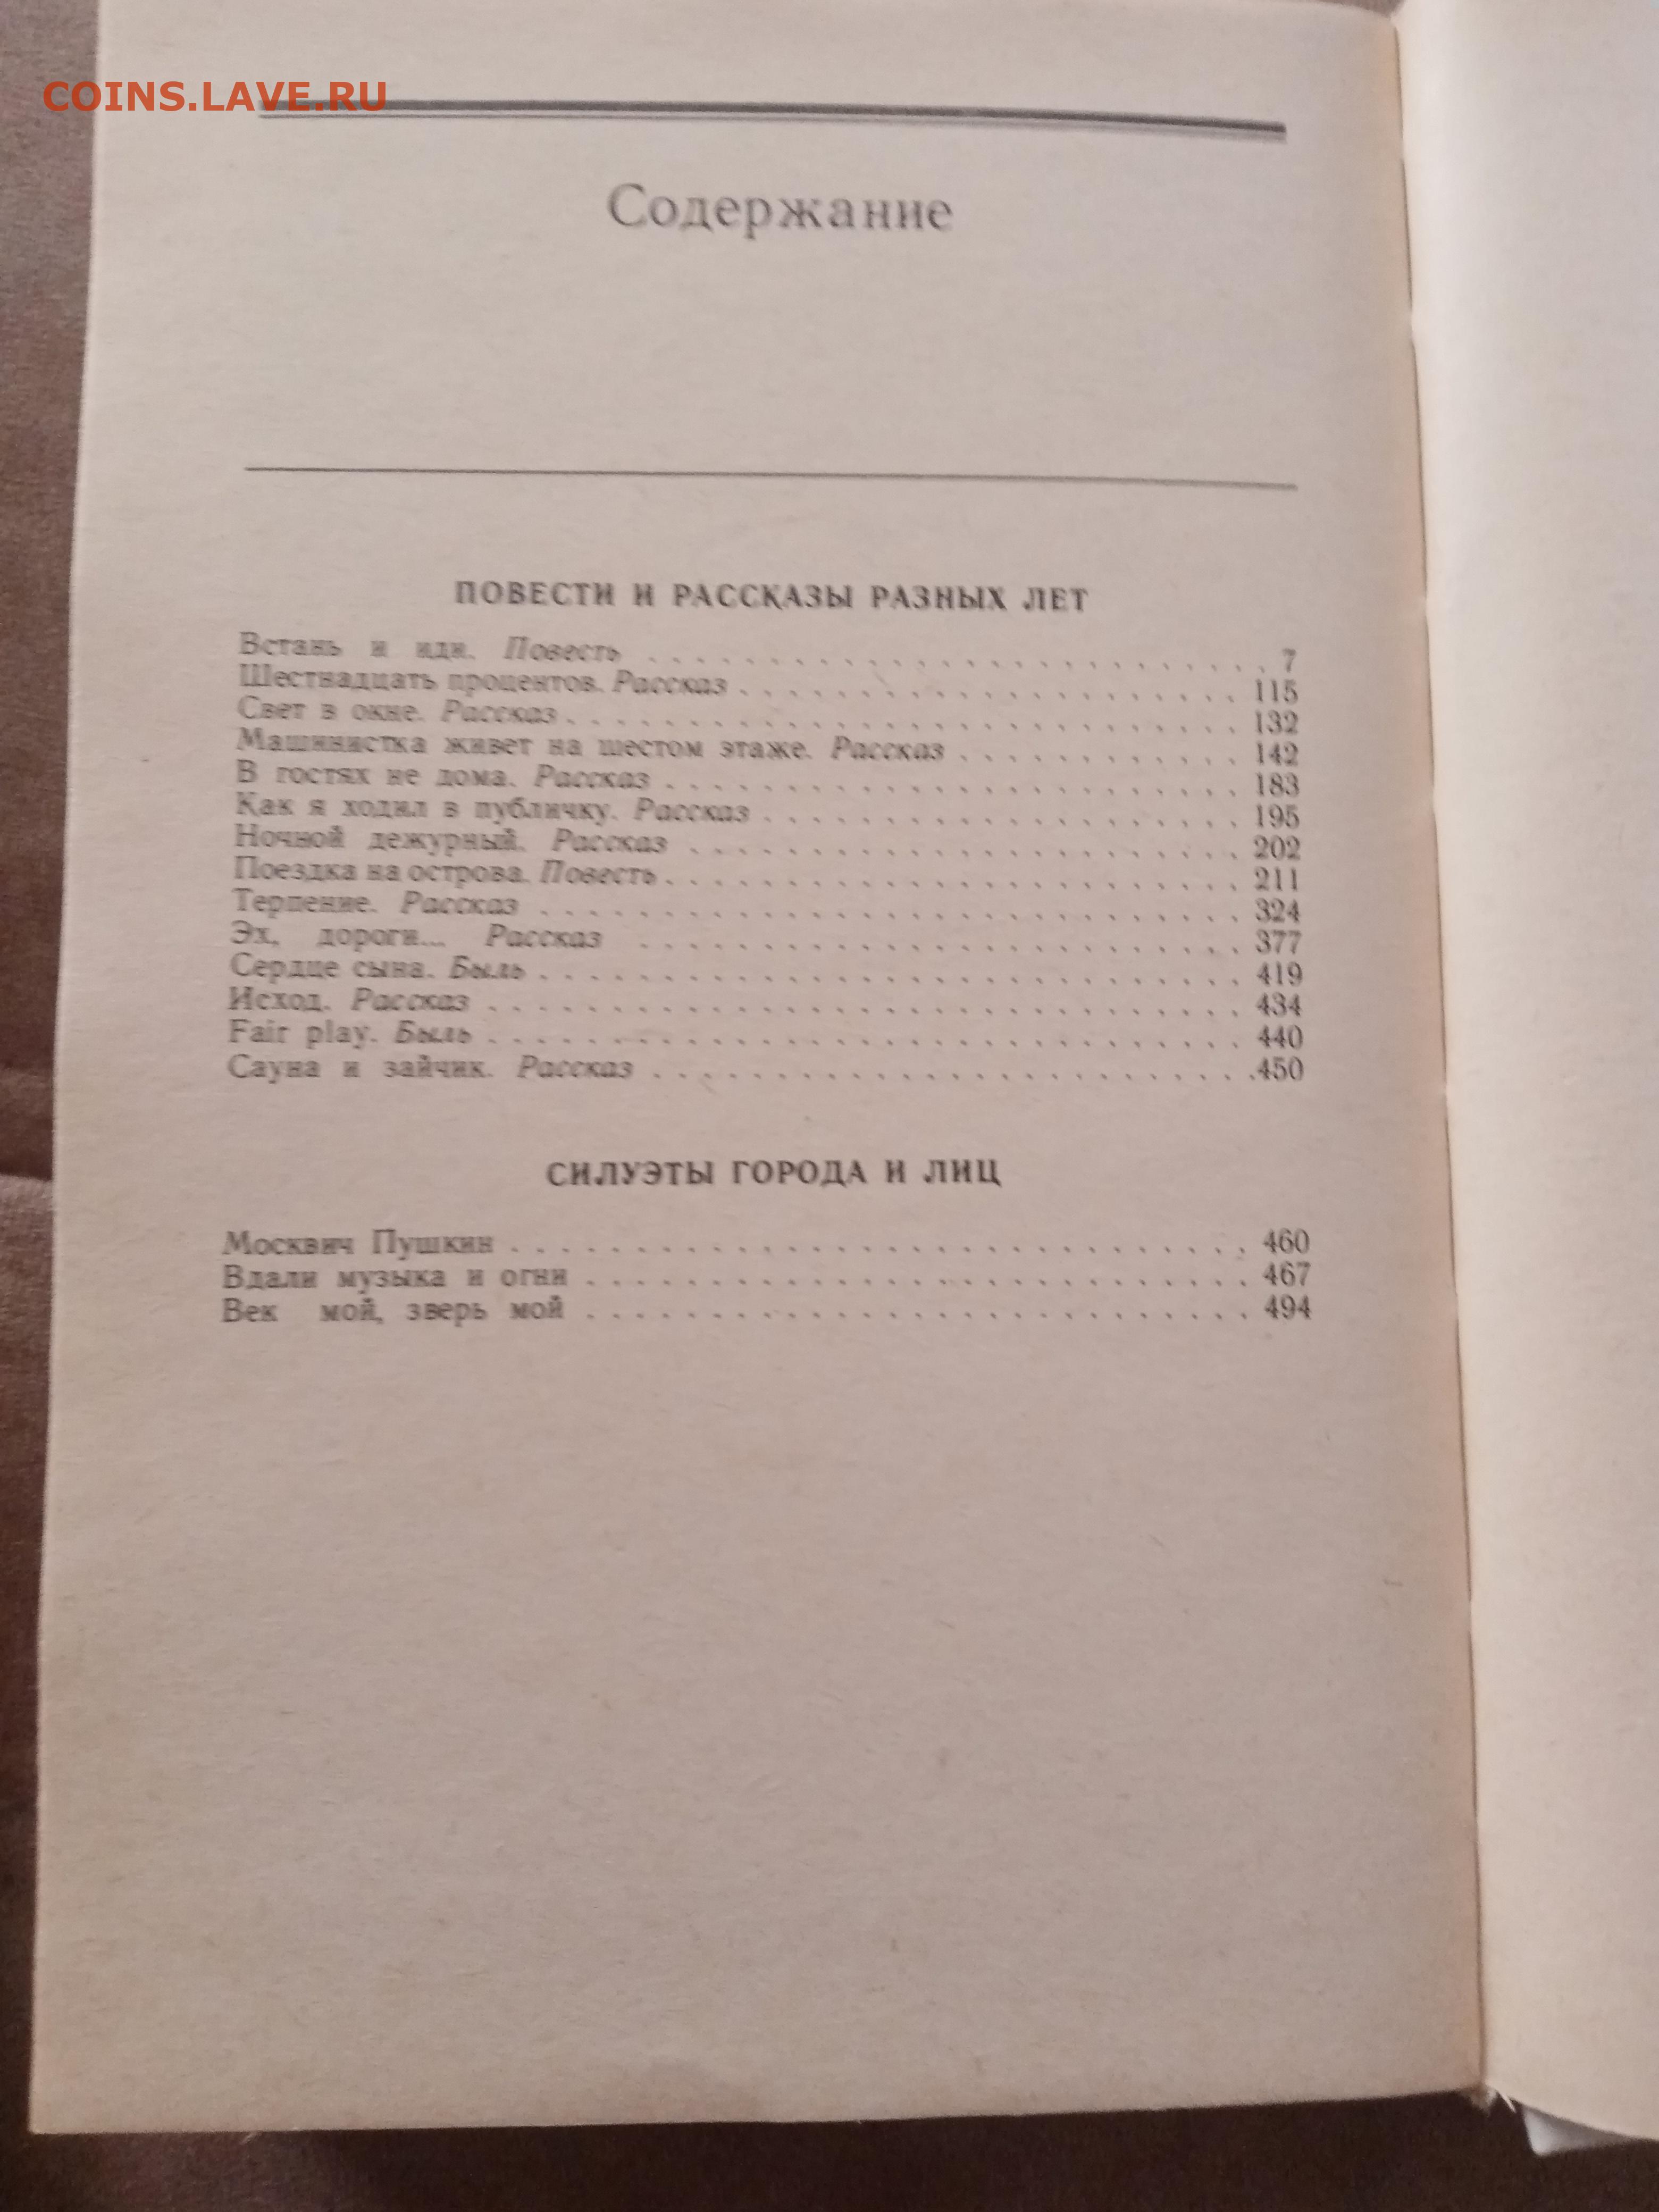 COINS.LAVE.RU
Содержание
ПОВЕСТИ И РАССКАЗЫ РАЗНЫХ ЛЕТ
Встань и иди. Повесть . . . . . . . . . . . . . . . . . . . . . . . . . 7
Шестнадцать процентов. Рассказ . . . . . . . . . . . . . . . . . . . . . 115
Свет в окне. Рассказ . . . . . . . . . . . . . . . . . . . . . . . . . . . . 132
Машинистка живет на шестом этаже. Рассказ . . . . . . . . . . . . 142
В гостях не дома. Рассказ . . . . . . . . . . . . . . . . . . . . . . . . 183
Как я ходил в публичку. Рассказ . . . . . . . . . . . . . . . . . . . . 195
Ночной дежурный. Рассказ . . . . . . . . . . . . . . . . . . . . . . . 202
Поездка на острова. Повесть . . . . . . . . . . . . . . . . . . . . . . . . 211
Терпение. Рассказ . . . . . . . . . . . . . . . . . . . . . . . . . . . . . 324
Эх, дороги... Рассказ . . . . . . . . . . . . . . . . . . . . . . . . . 377
Сердце сына. Быль . . . . . . . . . . . . . . . . . . . . . . . . . . . . . 419
Исход. Рассказ . . . . . . . . . . . . . . . . . . . . . . . . . . . . . . . 434
Fair play. Быль . . . . . . . . . . . . . . . . . . . . . . . . . . . . . . . 440
Сауна и зайчик. Рассказ . . . . . . . . . . . . . . . . . . . . . . . . .450
СИЛУЭТЫ ГОРОДА И ЛИЦ
Москвич Пушкин . . . . . . . . . . . . . . . . . . . . . . . . . . . . . . 460
Вдали музыка и огни . . . . . . . . . . . . . . . . . . . . . . . . . . . 467
Век мой, зверь мой . . . . . . . . . . . . . . . . . . . . . . . . . . . 494